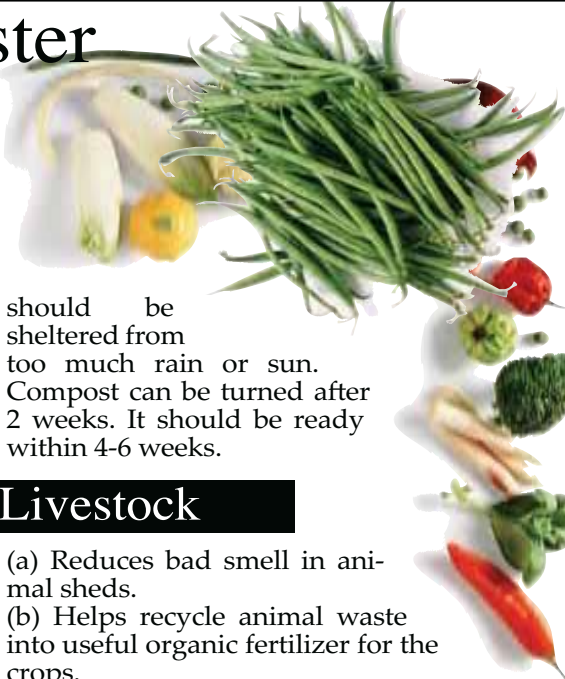 ster
should be
sheltered from
too much rain or sun.
Compost can be turned after
2 weeks. It should be ready
within 4-6 weeks.
Livestock
(a) Reduces bad smell in ani-
mal sheds.
(b) Helps recycle animal waste
into useful organic fertilizer for the
crops.